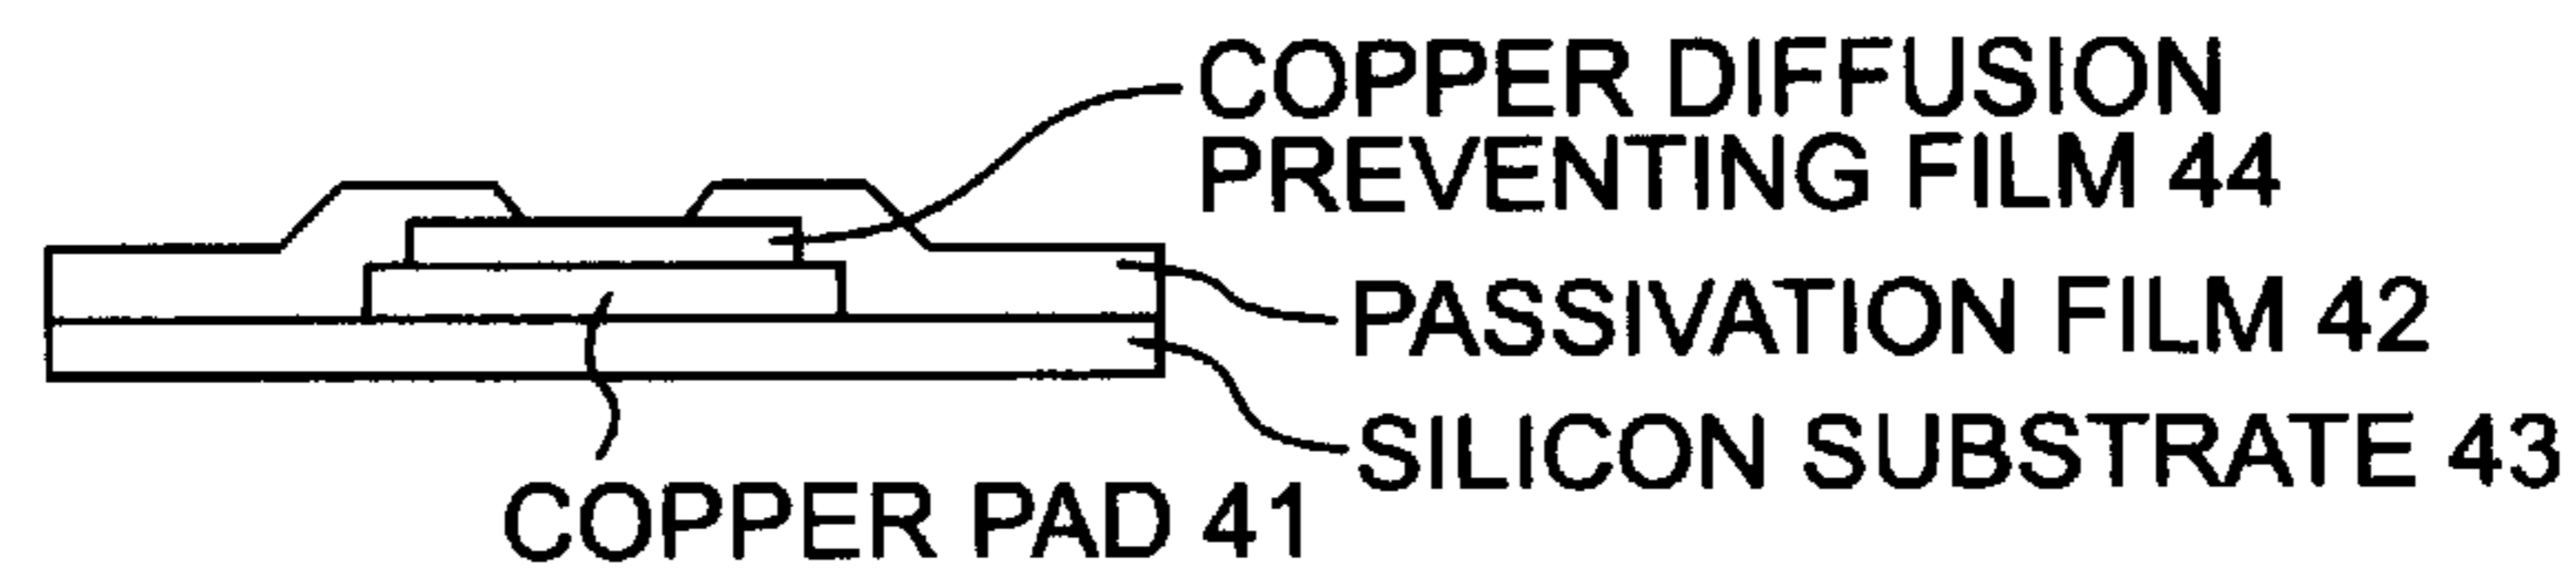 COPPER DIFFUSION
PREVENTING FILM 44
PASSIVATION FILM 42
SILICON SUBSTRATE 43
COPPER PAD 41